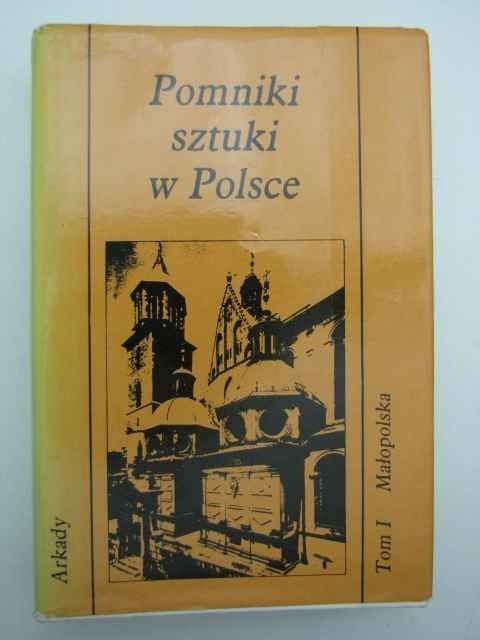 Pomniki
sztuki
w Polsce
Arkady
Tom I Małopolska